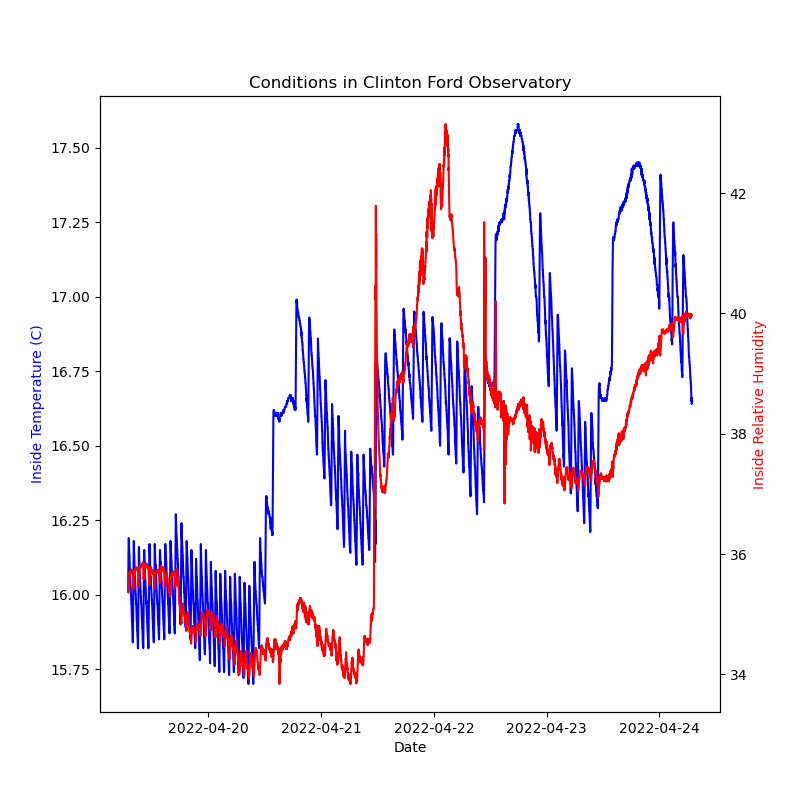 Conditions in Clinton Ford Observatory
17.50
17.25
17.00
16.75
16.50
16.25
16.00
15.75
Inside Temperature (C)
42
40
38
36
34
Inside Relative Humidity
2022-04-20 2022-04-21 2022-04-22 2022-04-23 2022-04-24
Date